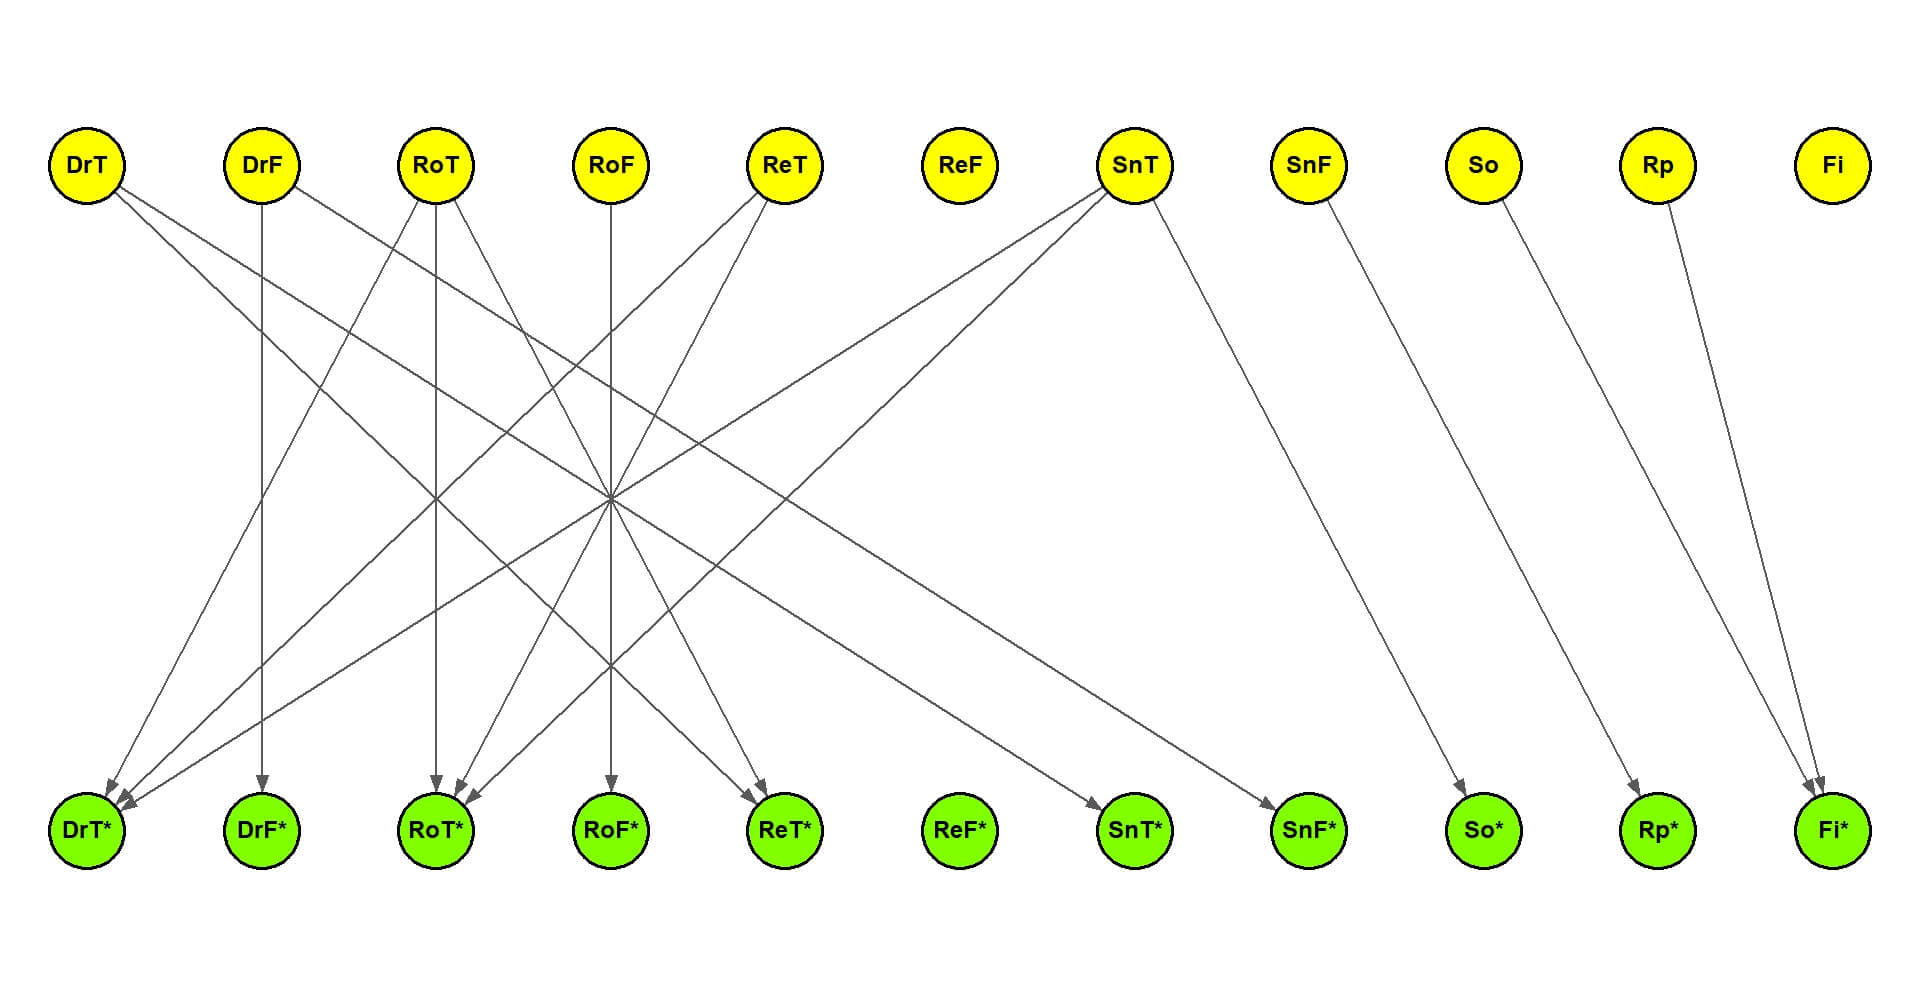 DrT DrF RoT RoF ReT ReF SnT SnF So Rp Fi
DrT* DrF* RoT* RoF* ReT* ReF* SnT* SnF* So* Rp* Fi*